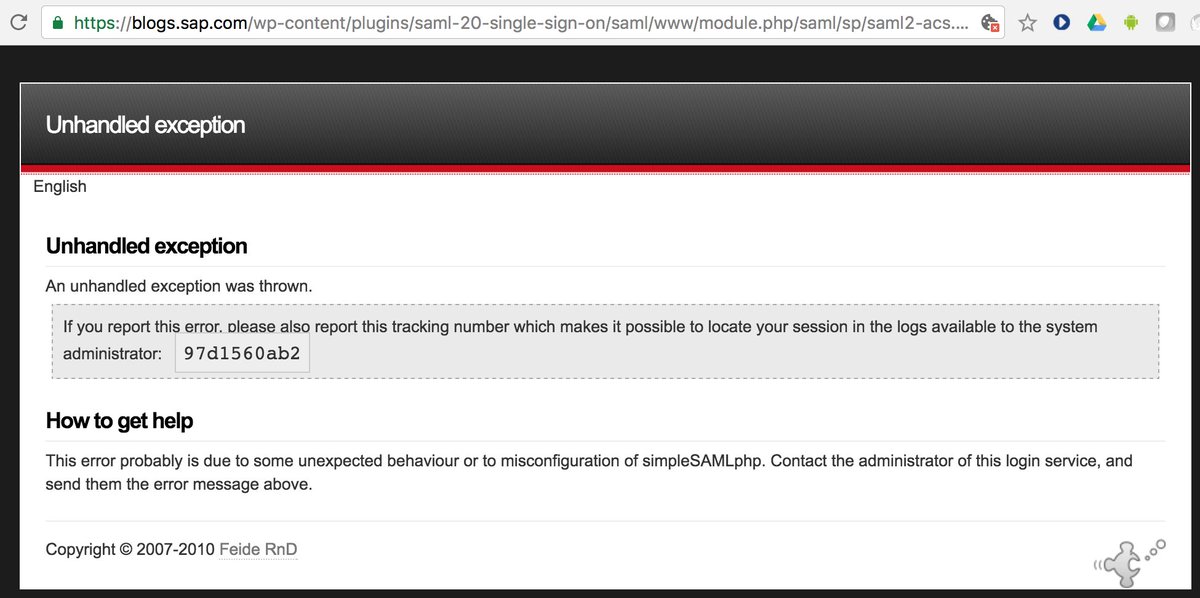 https://blogs.sap.com/wp-content/plugins/saml-20-single-sign-on/saml/www/module.php/saml/sp/saml2-acs....
Unhandled exception
English
Unhandled exception
An unhandled exception was thrown.
If you report this error, please also report this tracking number which makes it possible to locate your session in the logs available to the system
administrator: 97d1560ab2
How to get help
This error probably is due to some unexpected behaviour or to misconfiguration of simpleSAMLphp. Contact the administrator of this login service, and
send them the error message above.
Copyright © 2007-2010 Feide RnD